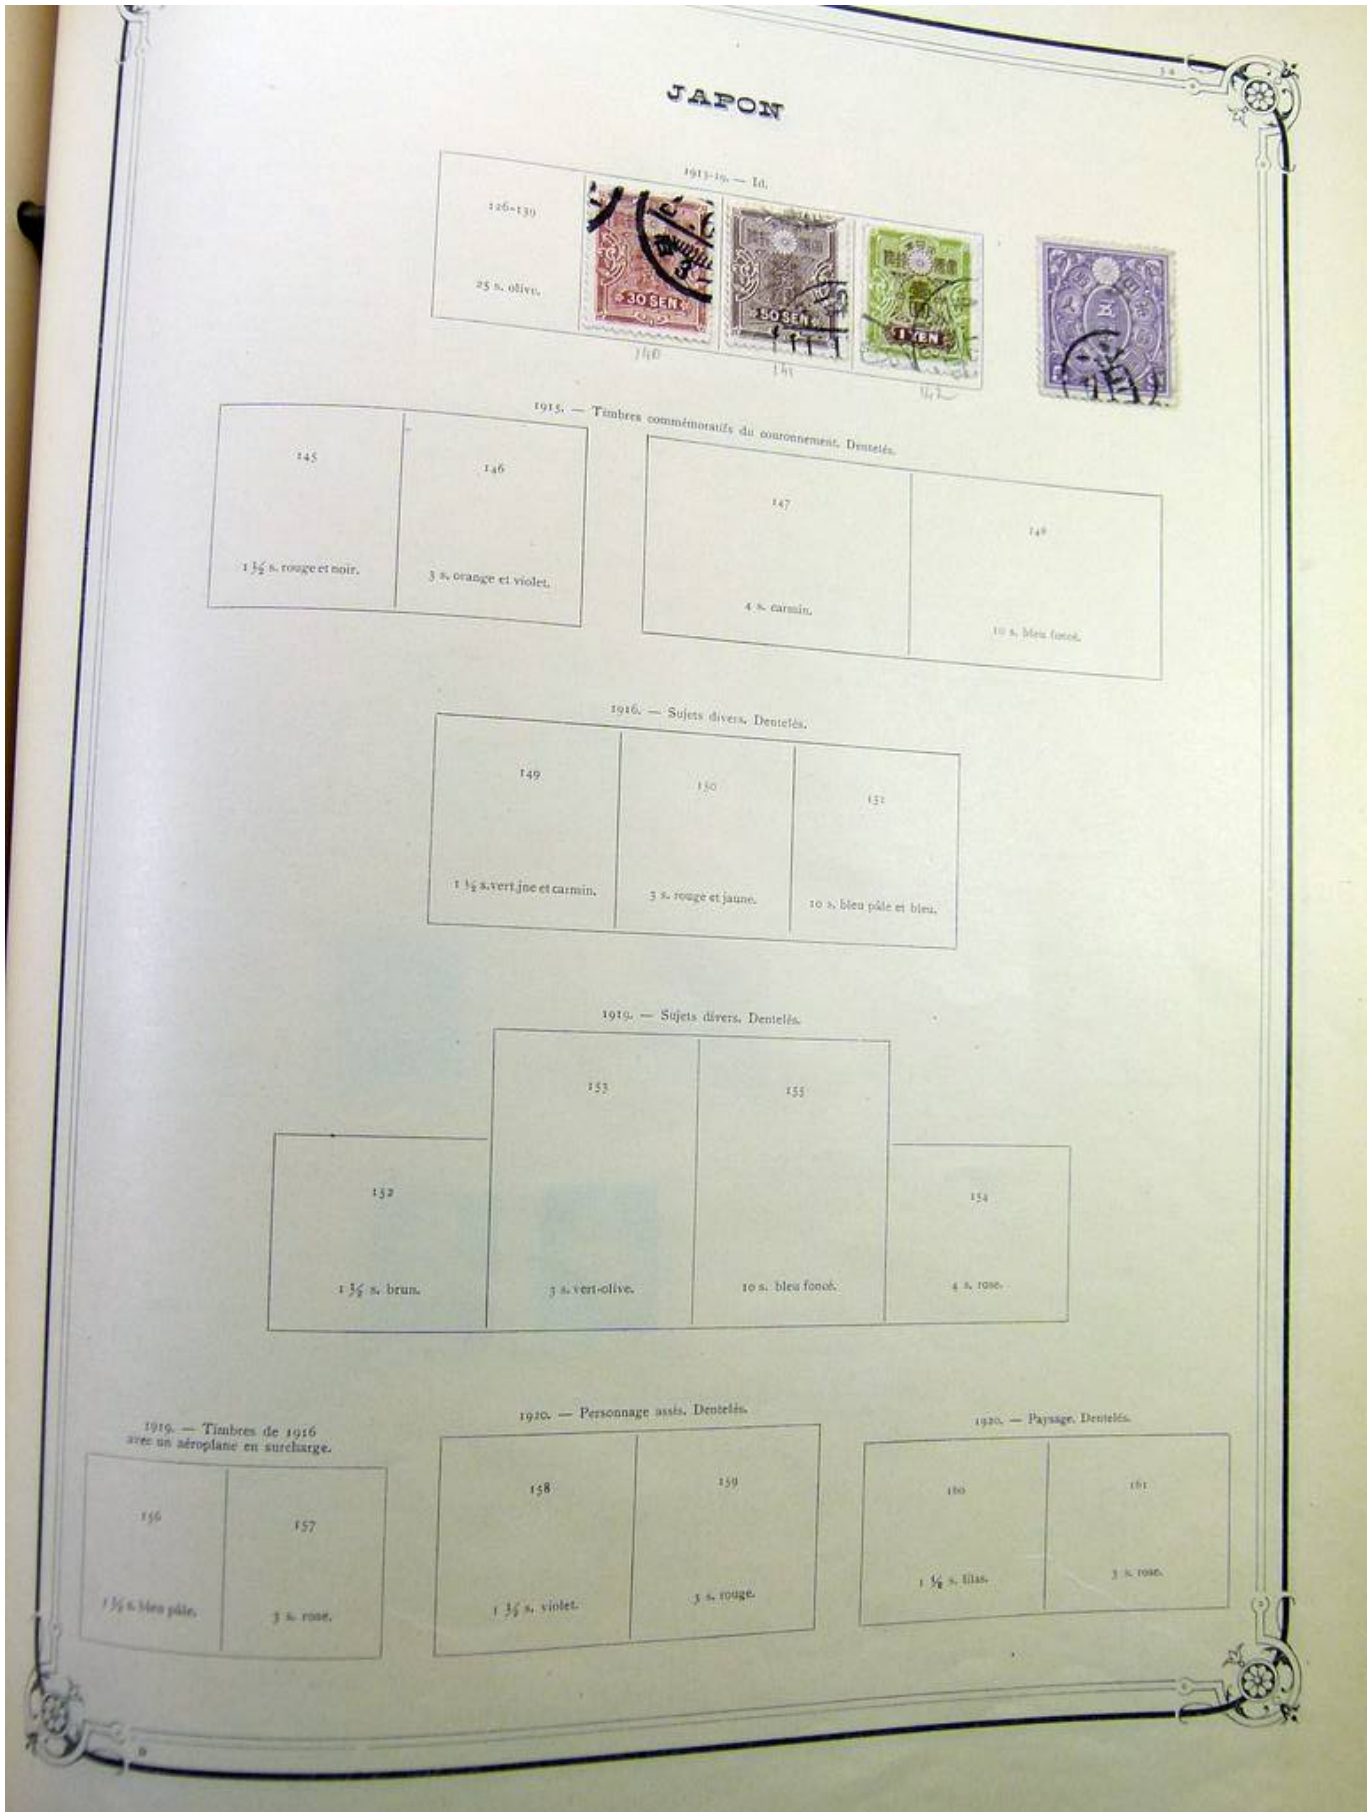 JAPON
1913-19. — Id.
126-139
25 s. olive.
30 SEN
50 SEN
1 YEN
140
141
142
1915. — Timbres commémoratifs du couronnement. Dentelés.
145
146
147
148
1 ½ s. rouge et noir.
3 s. orange et violet.
4 s. carmin.
10 s. bleu foncé.
1916. — Sujets divers. Dentelés.
149
150
151
1 ½ s. vert jne et carmin.
3 s. rouge et jaune.
10 s. bleu pâle et bleu.
1919. — Sujets divers. Dentelés.
153
155
152
154
1 ½ s. brun.
3 s. vert-olive.
10 s. bleu foncé.
4 s. rose.
1919. — Timbres de 1916
avec un aéroplane en surcharge.
1920. — Personnage assis. Dentelés.
1920. — Paysage. Dentelés.
156
157
158
159
160
161
1 ½ s. bleu pâle.
3 s. rose.
1 ½ s. violet.
3 s. rouge.
1 ½ s. lilas.
3 s. rose.